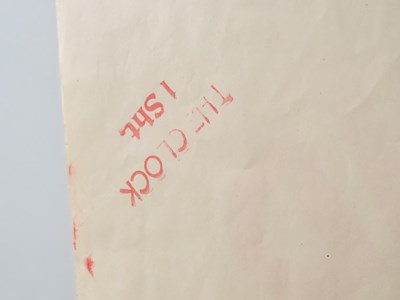 THE CLOCK
1 Sht.